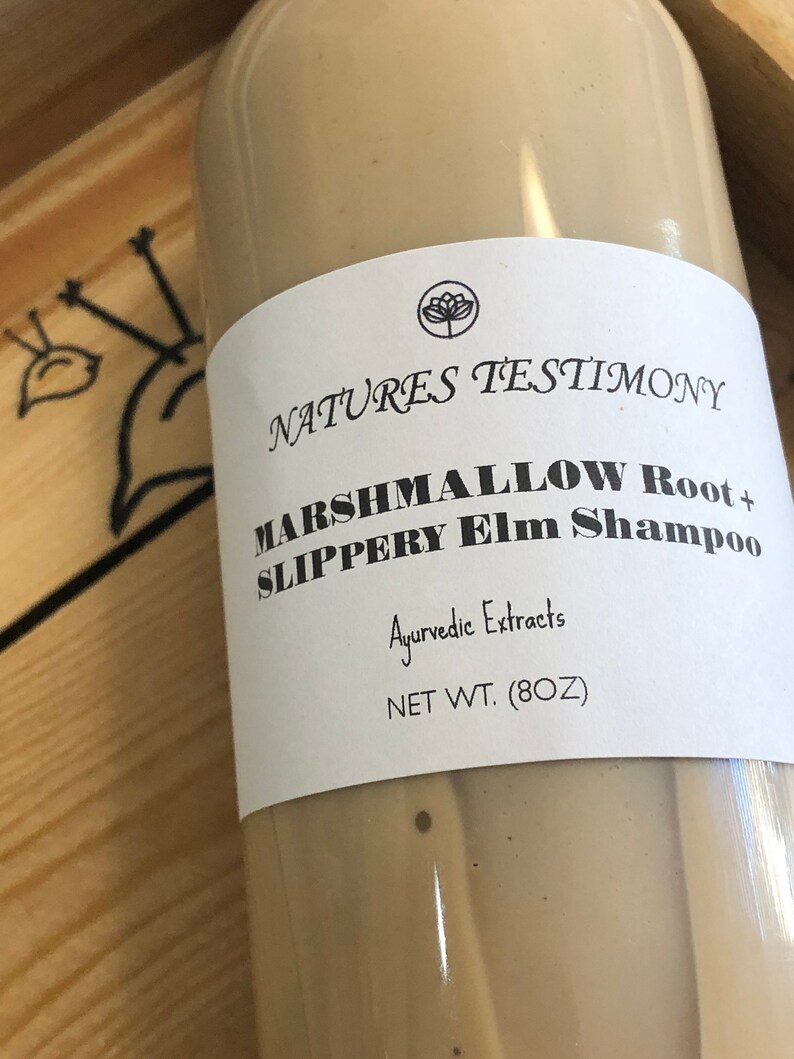 NATURES TESTIMONY
MARSHMALLOW Root +
SLIPPERY Elm Shampoo
Ayurvedic Extracts
NET WT. (8OZ)